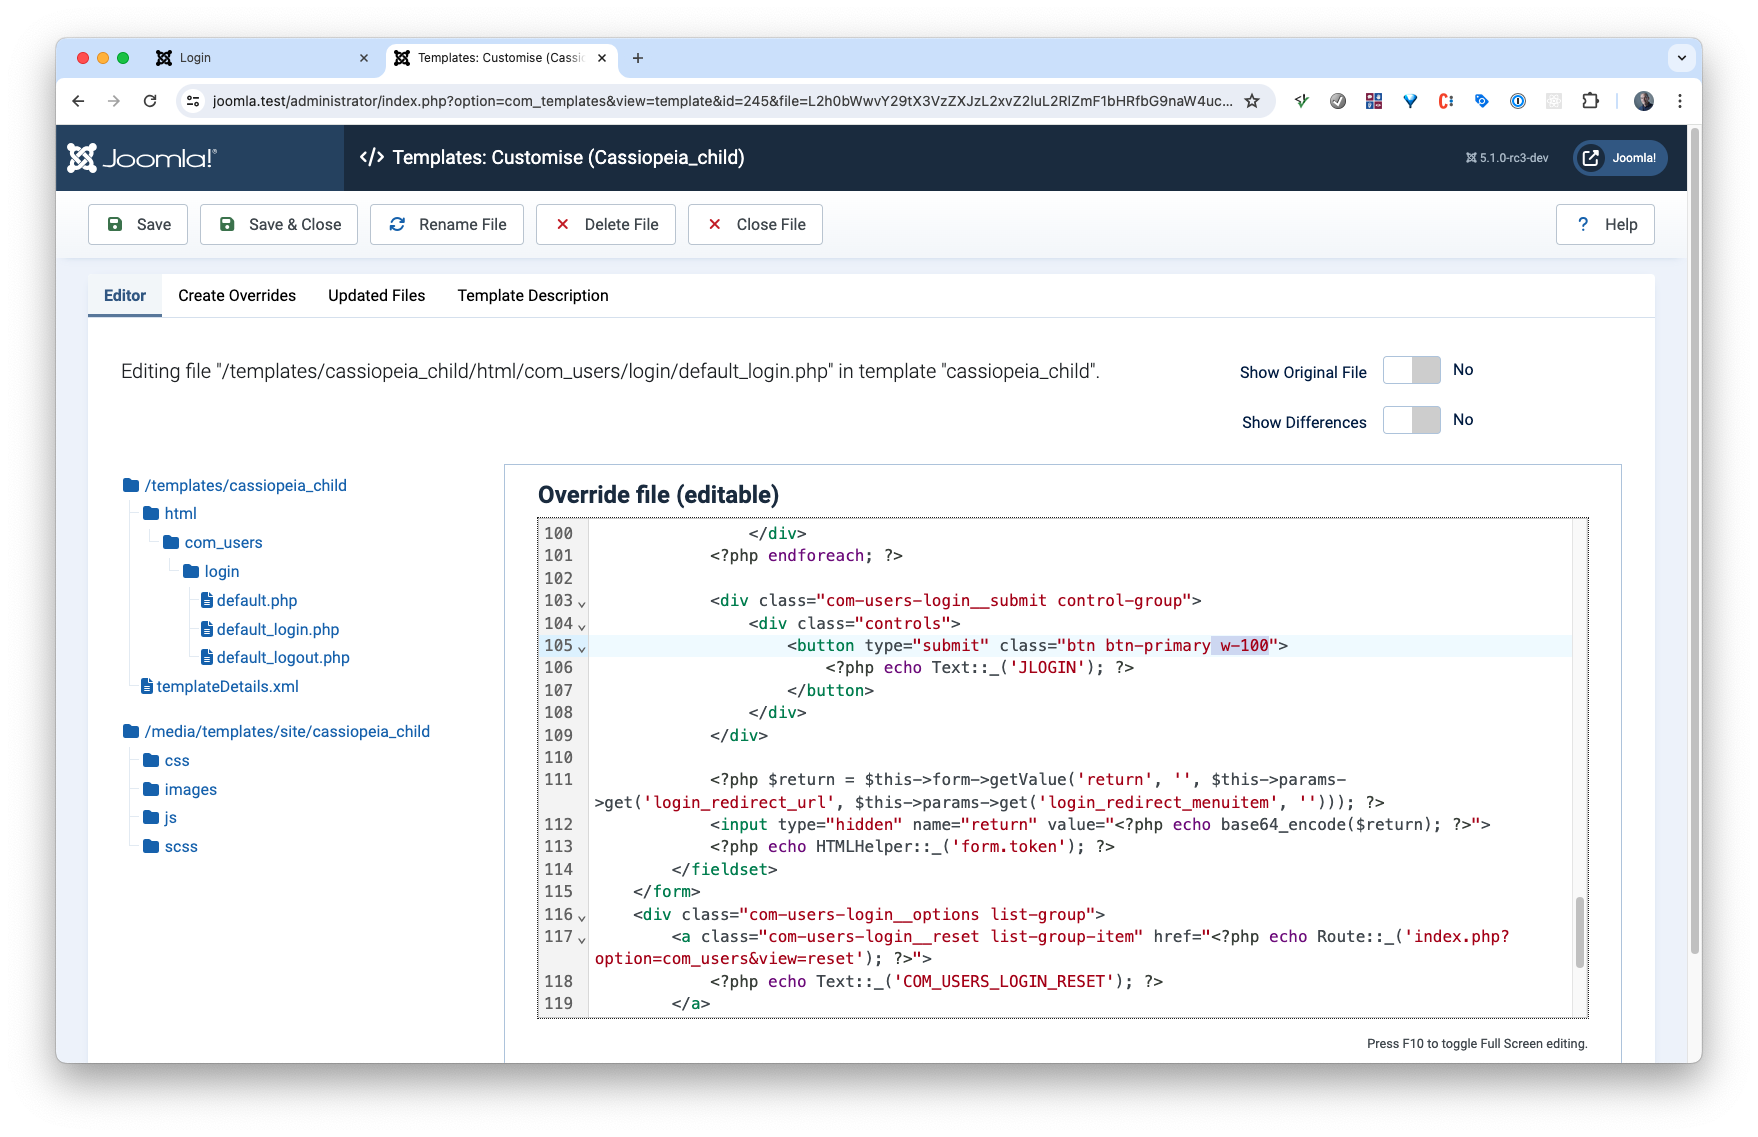 Login
Templates: Customise (Cassi
joomla.test/administrator/index.php?option=com_templates&view=template&id=245&file=L2h0bWwvY29tX3VzZXJzL2xvZ2luL2RlZmF1bHRfbG9naW4uc...
Joomla!
</> Templates: Customise (Cassiopeia_child)
5.1.0-rc3-dev
Joomla!
Save
Save & Close
Rename File
Delete File
Close File
? Help
Editor
Create Overrides
Updated Files
Template Description
Editing file "/templates/cassiopeia_child/html/com_users/login/default_login.php" in template "cassiopeia_child".
Show Original File
No
Show Differences
No
/templates/cassiopeia_child
html
com_users
login
default.php
default_login.php
default_logout.php
templateDetails.xml
/media/templates/site/cassiopeia_child
css
images
js
scss
Override file (editable)
100 </div>
101 <?php endforeach; ?>
102
103 <div class="com-users-login__submit control-group">
104 <div class="controls">
105 <button type="submit" class="btn btn-primary w-100">
106 <?php echo Text::_('JLOGIN'); ?>
107 </button>
108 </div>
109 </div>
110
111 <?php $return = $this->form->getValue('return', '', $this->params-
>get('login_redirect_url', $this->params->get('login_redirect_menuitem', ''))); ?>
112 <input type="hidden" name="return" value="<?php echo base64_encode($return); ?>">
113 <?php echo HTMLHelper::_('form.token'); ?>
114 </fieldset>
115 </form>
116 <div class="com-users-login__options list-group">
117 <a class="com-users-login__reset list-group-item" href="<?php echo Route::_('index.php?
option=com_users&view=reset'); ?>">
118 <?php echo Text::_('COM_USERS_LOGIN_RESET'); ?>
119 </a>
Press F10 to toggle Full Screen editing.